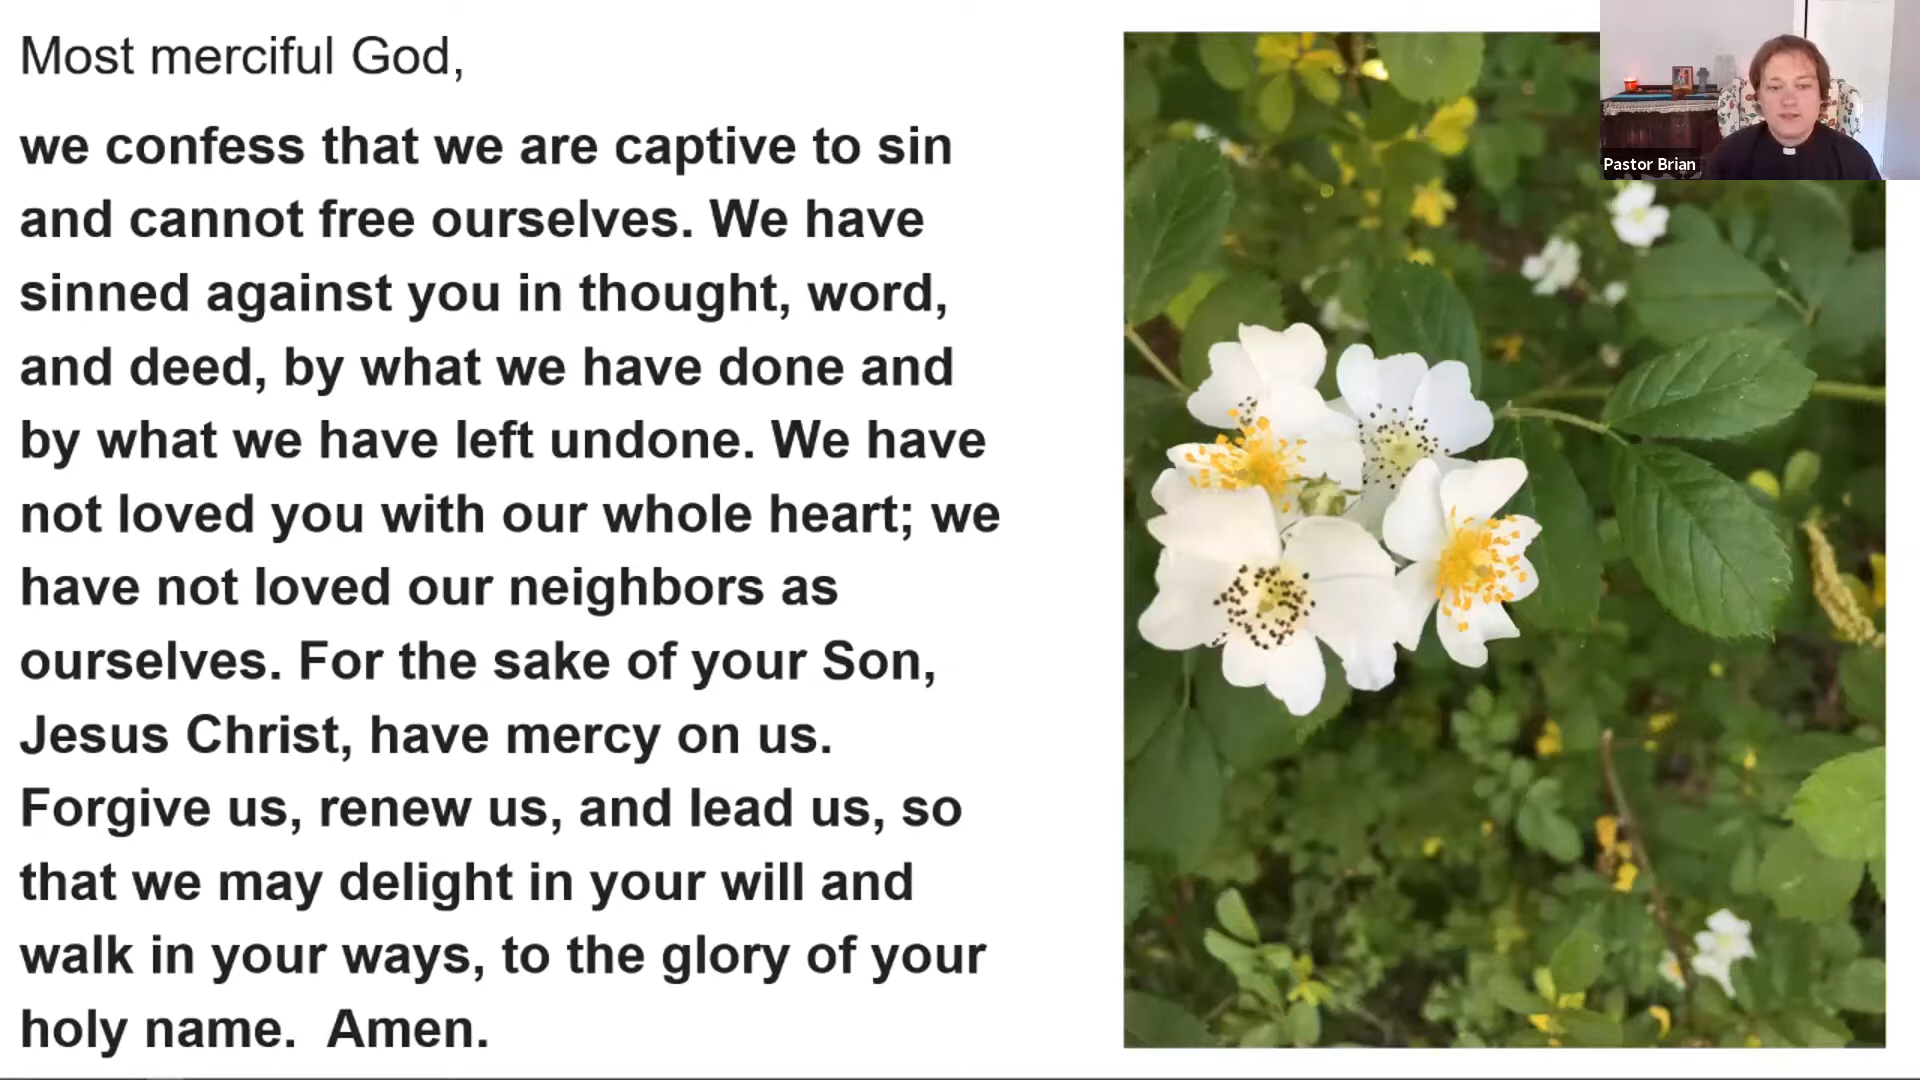 Most merciful God,
we confess that we are captive to sin
and cannot free ourselves. We have
sinned against you in thought, word,
and deed, by what we have done and
by what we have left undone. We have
not loved you with our whole heart; we
have not loved our neighbors as
ourselves. For the sake of your Son,
Jesus Christ, have mercy on us.
Forgive us, renew us, and lead us, so
that we may delight in your will and
walk in your ways, to the glory of your
holy name.  Amen.
Pastor Brian